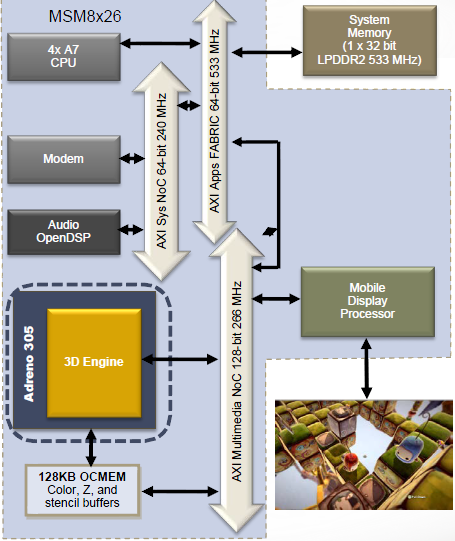 MSM8x26
4x A7
CPU
System
Memory
(1 x 32 bit
LPDDR2 533 MHz)
AXI Apps FABRIC 64-bit 533 MHz
AXI Sys NoC 64-bit 240 MHz
Modem
Audio
OpenDSP
AXI Multimedia NoC 128-bit 266 MHz
Mobile
Display
Processor
Adreno 305
3D Engine
128KB OCMEM
Color, Z, and
stencil buffers